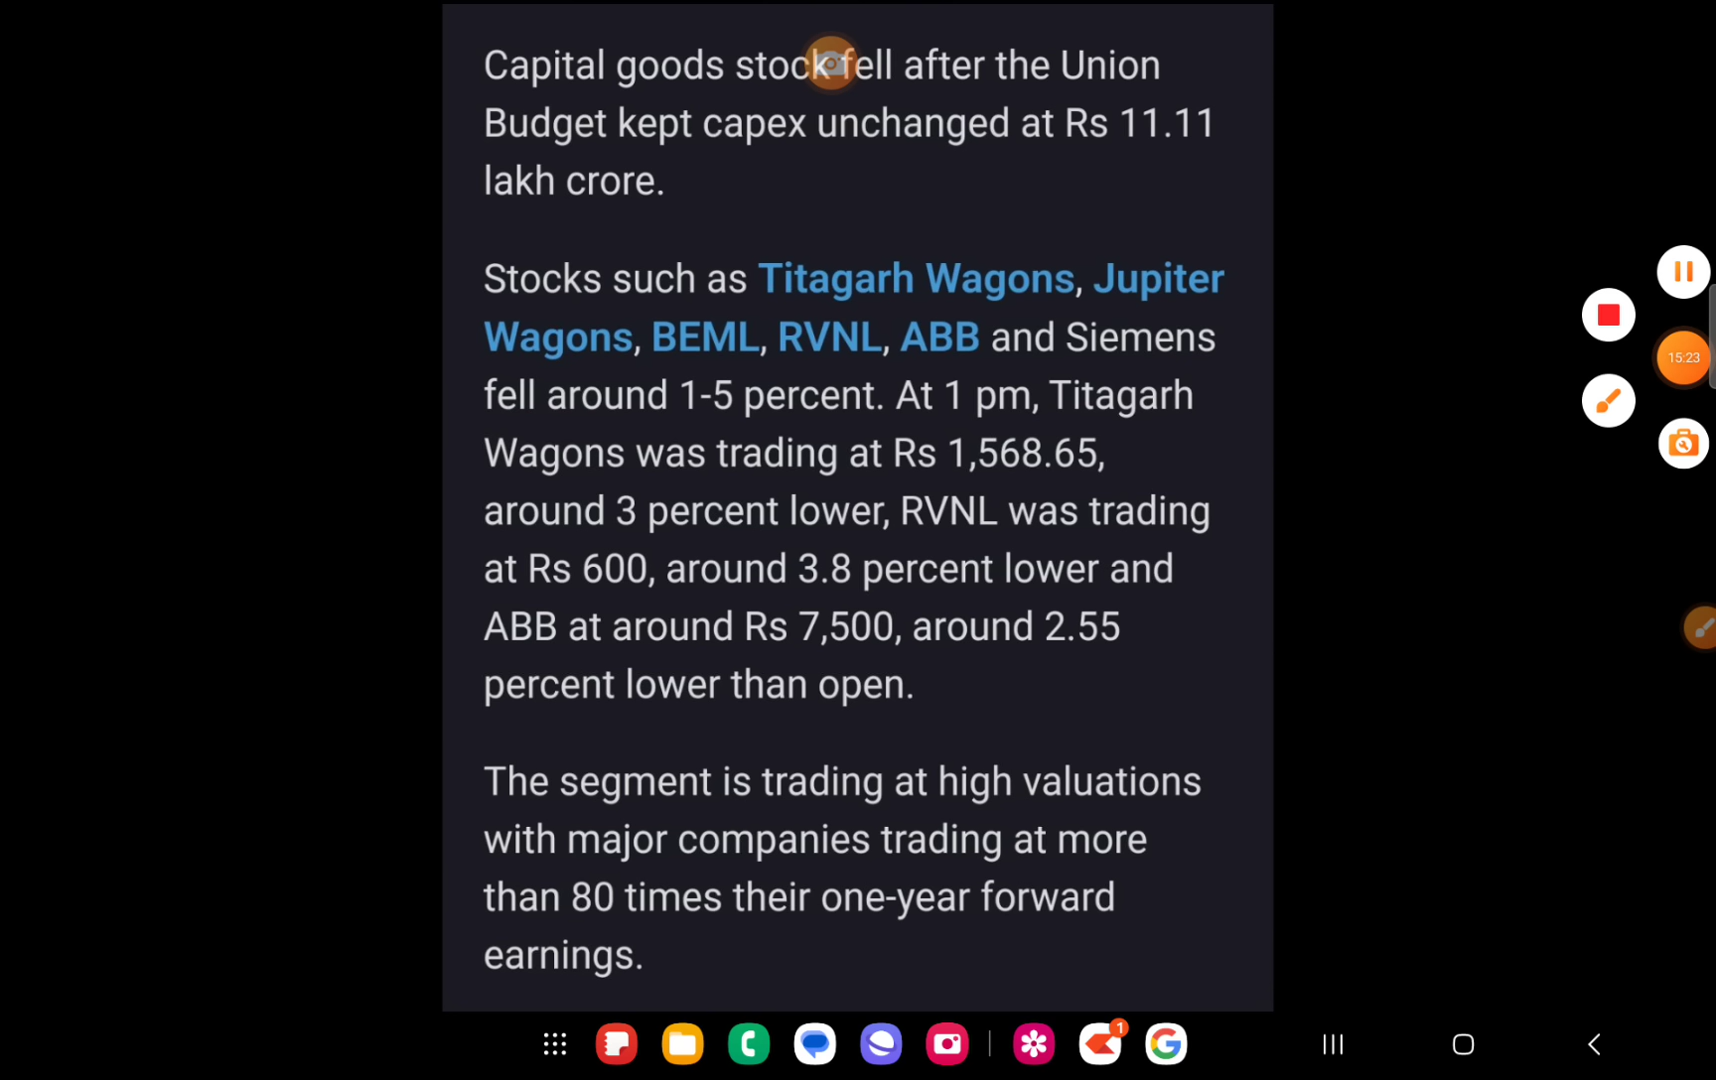 Capital goods stock fell after the Union
Budget kept capex unchanged at Rs 11.11
lakh crore.
Stocks such as Titagarh Wagons, Jupiter
Wagons, BEML, RVNL, ABB and Siemens
fell around 1-5 percent. At 1 pm, Titagarh
Wagons was trading at Rs 1,568.65,
around 3 percent lower, RVNL was trading
at Rs 600, around 3.8 percent lower and
ABB at around Rs 7,500, around 2.55
percent lower than open.
The segment is trading at high valuations
with major companies trading at more
than 80 times their one-year forward
earnings.
15:23
1